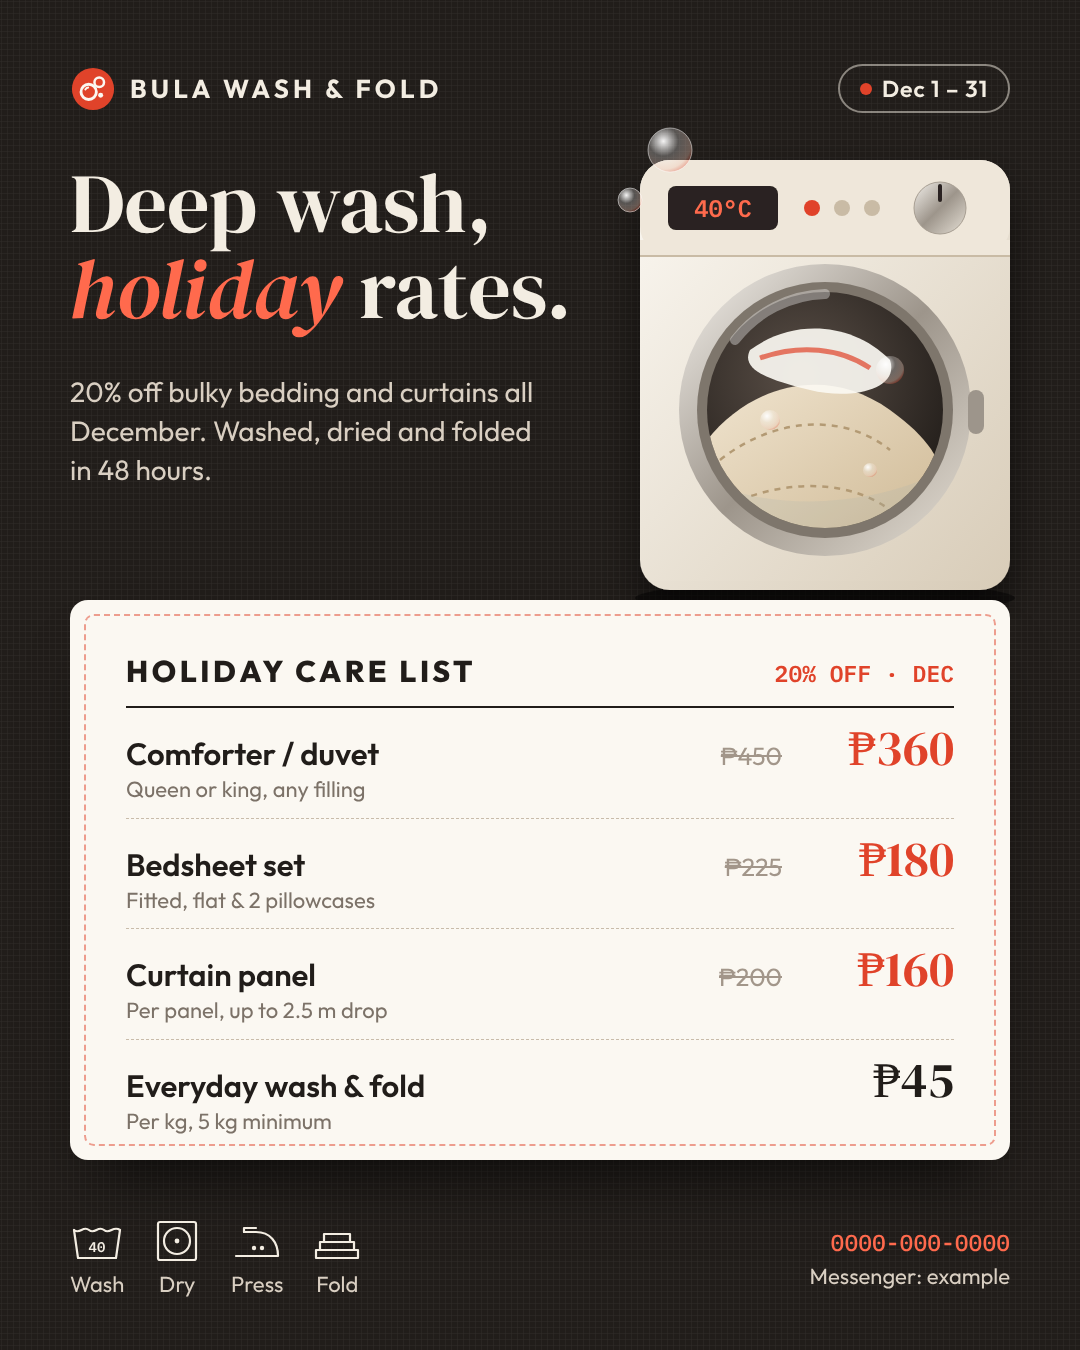 BULA WASH & FOLD
Dec 1 – 31
Deep wash,
holiday rates.
20% off bulky bedding and curtains all
December. Washed, dried and folded
in 48 hours.
40°C
HOLIDAY CARE LIST
20% OFF · DEC
Comforter / duvet ₱450 ₱360
Queen or king, any filling
Bedsheet set ₱225 ₱180
Fitted, flat & 2 pillowcases
Curtain panel ₱200 ₱160
Per panel, up to 2.5 m drop
Everyday wash & fold ₱45
Per kg, 5 kg minimum
40
Wash Dry Press Fold
0000-000-0000
Messenger: example